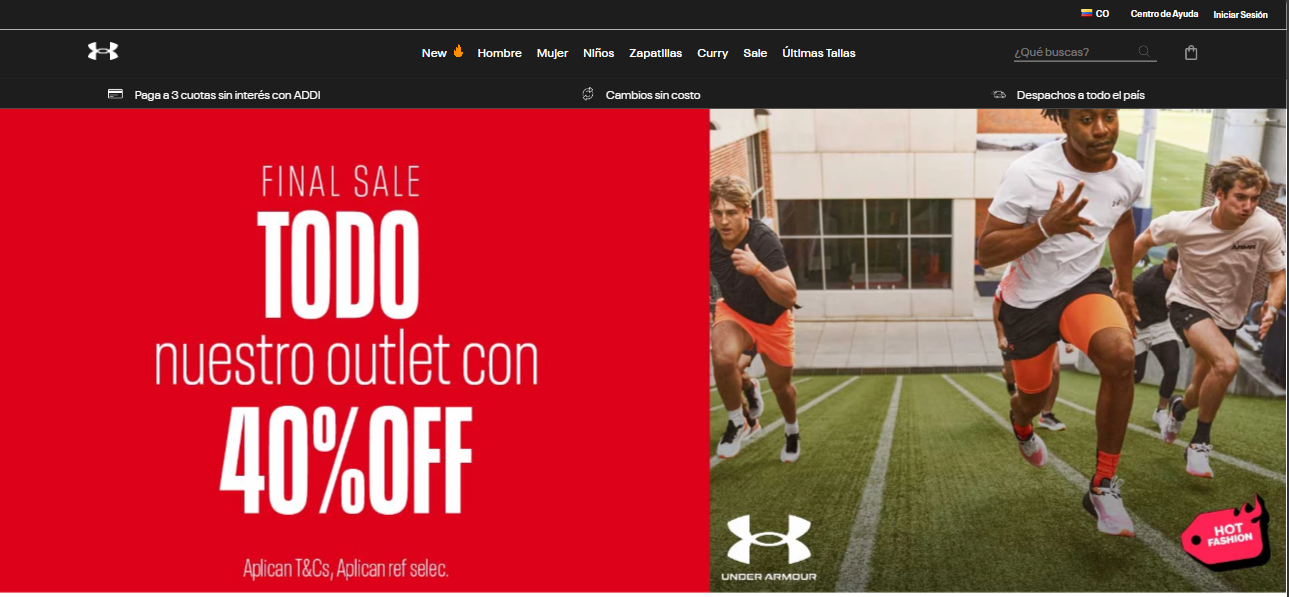 CO
Centro de Ayuda
Iniciar Sesión
New
Hombre
Mujer
Niños
Zapatillas
Curry
Sale
Últimas Tallas
¿Qué buscas?
Paga a 3 cuotas sin interés con ADDI
Cambios sin costo
Despachos a todo el país
FINAL SALE
TODO
nuestro outlet con
40%OFF
Aplican T&Cs, Aplican ref selec.
UNDER ARMOUR
HOT
FASHION